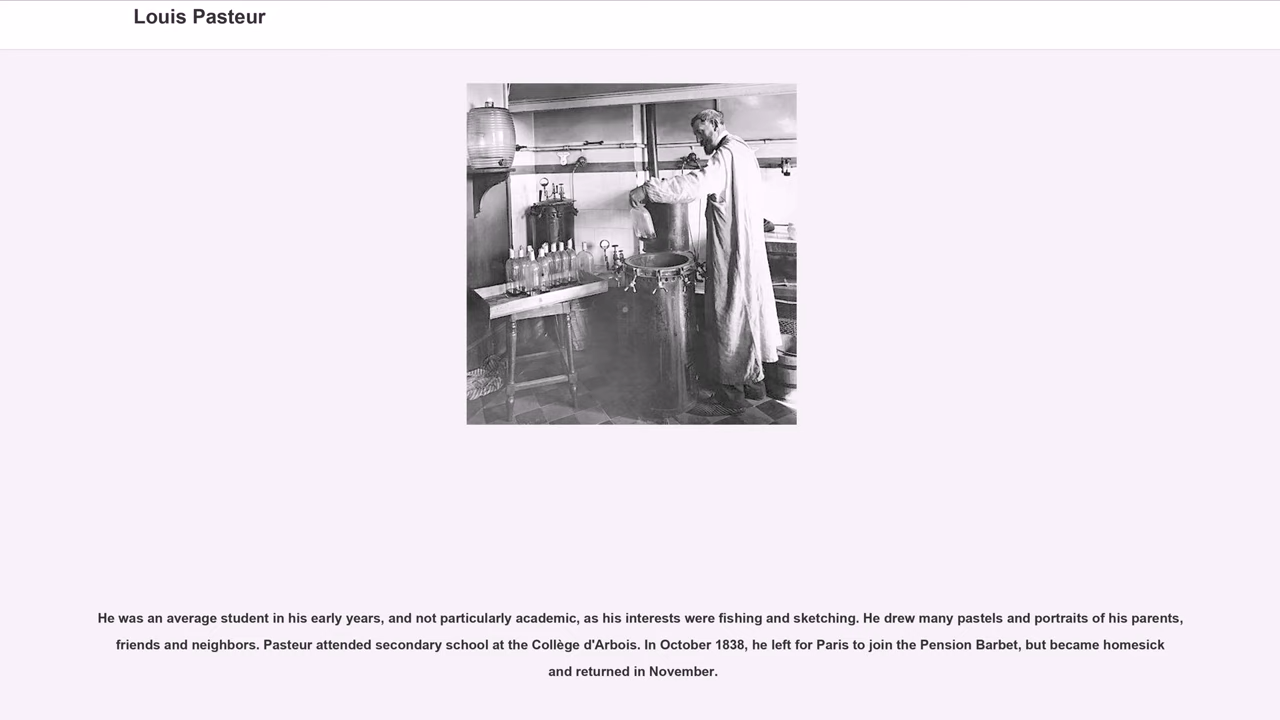 Louis Pasteur
He was an average student in his early years, and not particularly academic, as his interests were fishing and sketching. He drew many pastels and portraits of his parents,
friends and neighbors. Pasteur attended secondary school at the Collège d'Arbois. In October 1838, he left for Paris to join the Pension Barbet, but became homesick
and returned in November.